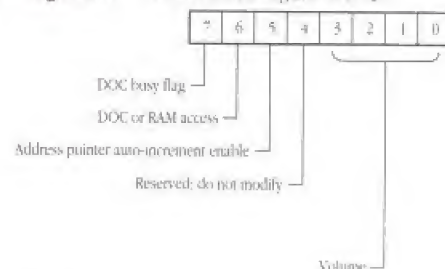 7 6 5 4 3 2 1 0
DOC busy flag
DOC or RAM access
Address pointer auto-increment enable
Reserved; do not modify
Volume